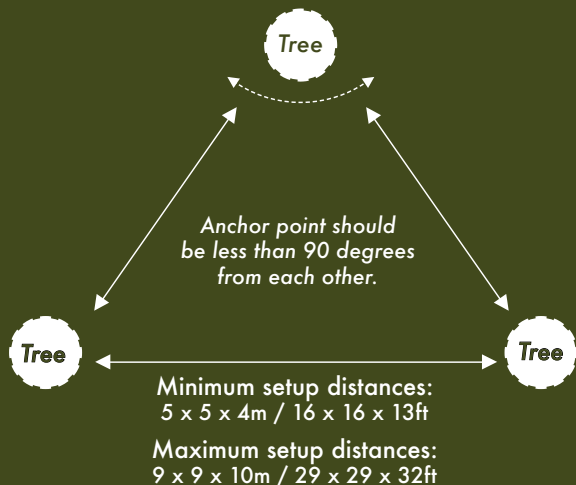 Tree
Anchor point should
be less than 90 degrees
from each other.
Tree
Tree
Minimum setup distances:
5 x 5 x 4m / 16 x 16 x 13ft
Maximum setup distances:
9 x 9 x 10m / 29 x 29 x 32ft